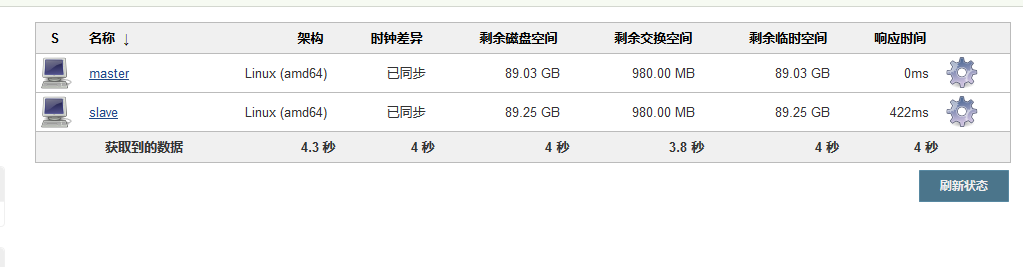 S 名称 ↓ 架构 时钟差异 剩余磁盘空间 剩余交换空间 剩余临时空间 响应时间
master Linux (amd64) 已同步 89.03 GB 980.00 MB 89.03 GB 0ms
slave Linux (amd64) 已同步 89.25 GB 980.00 MB 89.25 GB 422ms
获取到的数据 4.3 秒 4 秒 4 秒 3.8 秒 4 秒 4 秒
刷新状态